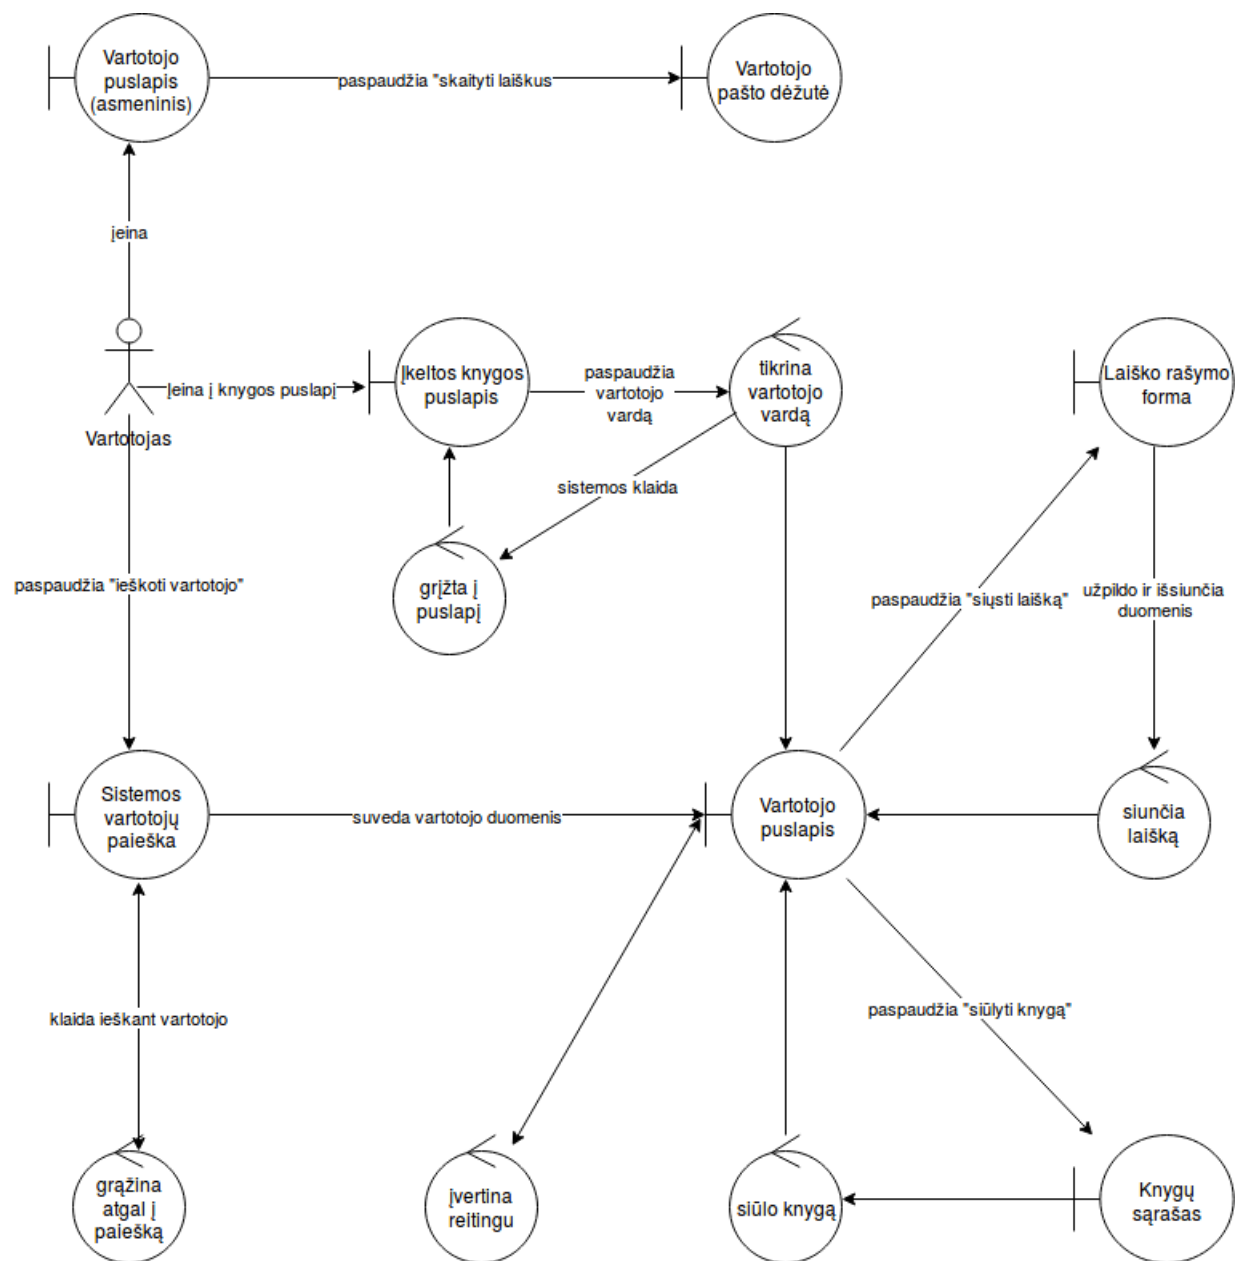 Vartotojo
puslapis
(asmeninis)
paspaudžia "skaityti laiškus
Vartotojo
pašto dėžutė
įeina
Vartotojas
Įeina į knygos puslapį
Įkeltos knygos
puslapis
paspaudžia
vartotojo
vardą
tikrina
vartotojo
vardą
Laiško rašymo
forma
sistemos klaida
grįžta į
puslapį
paspaudžia "ieškoti vartotojo"
paspaudžia "siųsti laišką"
užpildo ir išsiunčia
duomenis
Sistemos
vartotojų
paieška
suveda vartotojo duomenis
Vartotojo
puslapis
siunčia
laišką
klaida ieškant vartotojo
paspaudžia "siūlyti knygą"
grąžina
atgal į
paiešką
įvertina
reitingu
siūlo knygą
Knygų
sąrašas